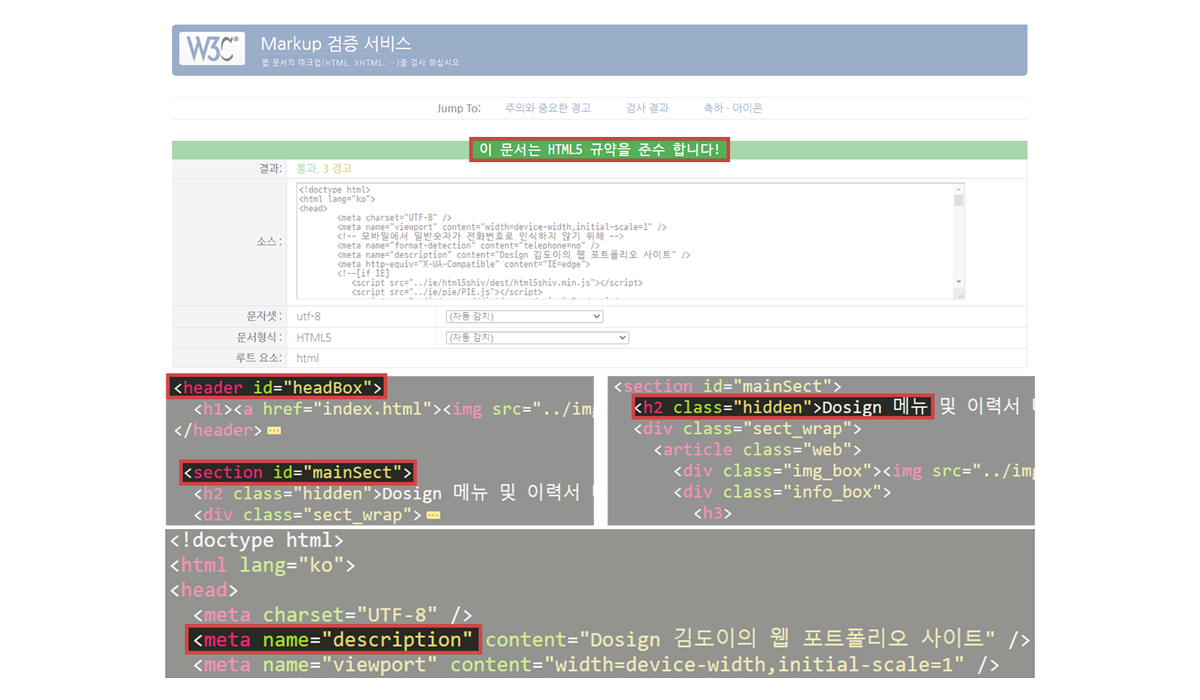 W3C®
Markup 검증 서비스
웹 문서의 마크업(HTML, XHTML, …)을 검사 하십시오
Jump To: 주의와 중요한 경고 검사 결과 축하 · 아이콘
이 문서는 HTML5 규약을 준수 합니다!
결과: 통과, 3 경고
소스 :
<!doctype html>
<html lang="ko">
<head>
<meta charset="UTF-8" />
<meta name="viewport" content="width=device-width,initial-scale=1" />
<!-- 모바일에서 일반숫자가 전화번호로 인식하지 않기 위해 -->
<meta name="format-detection" content="telephone=no" />
<meta name="description" content="Dosign 김도이의 웹 포트폴리오 사이트" />
<meta http-equiv="X-UA-Compatible" content="IE=edge">
<!--[if IE]
<script src="../ie/html5shiv/dest/html5shiv.min.js"></script>
<script src="../ie/pie/PIE.js"></script>
문자셋 : utf-8 (자동 감지)
문서형식 : HTML5 (자동 감지)
루트 요소: html
<header id="headBox">
<h1><a href="index.html"><img src="../img
</header>
<section id="mainSect">
<h2 class="hidden">Dosign 메뉴 및 이력서
<div class="sect_wrap">
<section id="mainSect">
<h2 class="hidden">Dosign 메뉴 및 이력서
<div class="sect_wrap">
<article class="web">
<div class="img_box"><img src="../img
<div class="info_box">
<h3>
<!doctype html>
<html lang="ko">
<head>
<meta charset="UTF-8" />
<meta name="description" content="Dosign 김도이의 웹 포트폴리오 사이트" />
<meta name="viewport" content="width=device-width,initial-scale=1" />